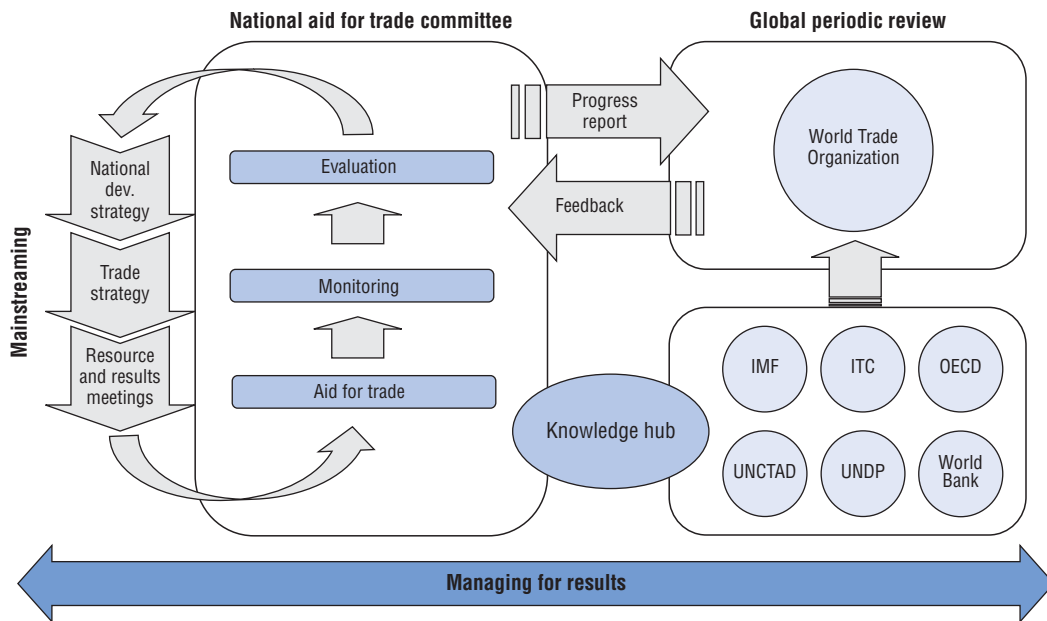 National aid for trade committee
Global periodic review
Mainstreaming
National
dev.
strategy
Trade
strategy
Resource
and results
meetings
Evaluation
Monitoring
Aid for trade
Progress
report
Feedback
Knowledge hub
World Trade
Organization
IMF
ITC
OECD
UNCTAD
UNDP
World
Bank
Managing for results